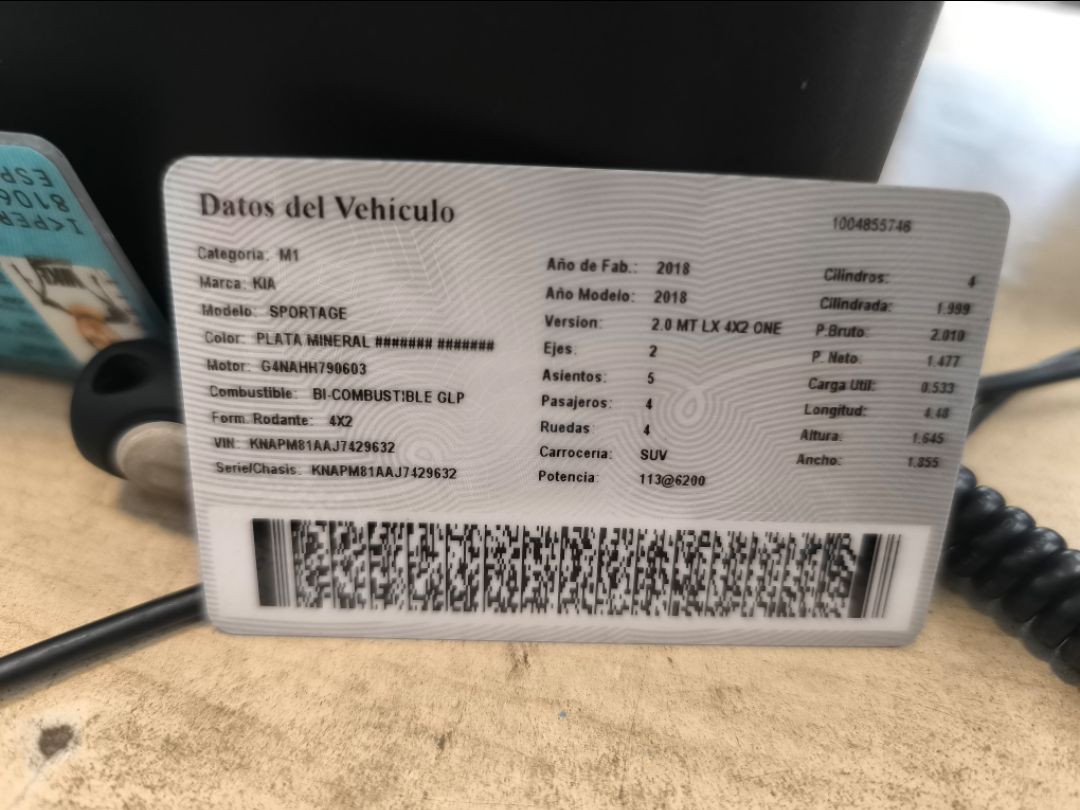 Datos del Vehículo
1004855746
Categoria: M1
Marca: KIA
Modelo: SPORTAGE
Color: PLATA MINERAL ####### #######
Motor: G4NAHH790603
Combustible: BI-COMBUSTIBLE GLP
Form. Rodante: 4X2
VIN: KNAPM81AAJ7429632
Serie/Chasis: KNAPM81AAJ7429632
Año de Fab.: 2018
Año Modelo: 2018
Version: 2.0 MT LX 4X2 ONE
Ejes: 2
Asientos: 5
Pasajeros: 4
Ruedas: 4
Carroceria: SUV
Potencia: 113@6200
Cilindros: 4
Cilindrada: 1.999
P.Bruto: 2.010
P. Neto: 1.477
Carga Util: 0.533
Longitud: 4.48
Altura: 1.645
Ancho: 1.855
I<PER
8106
ESP